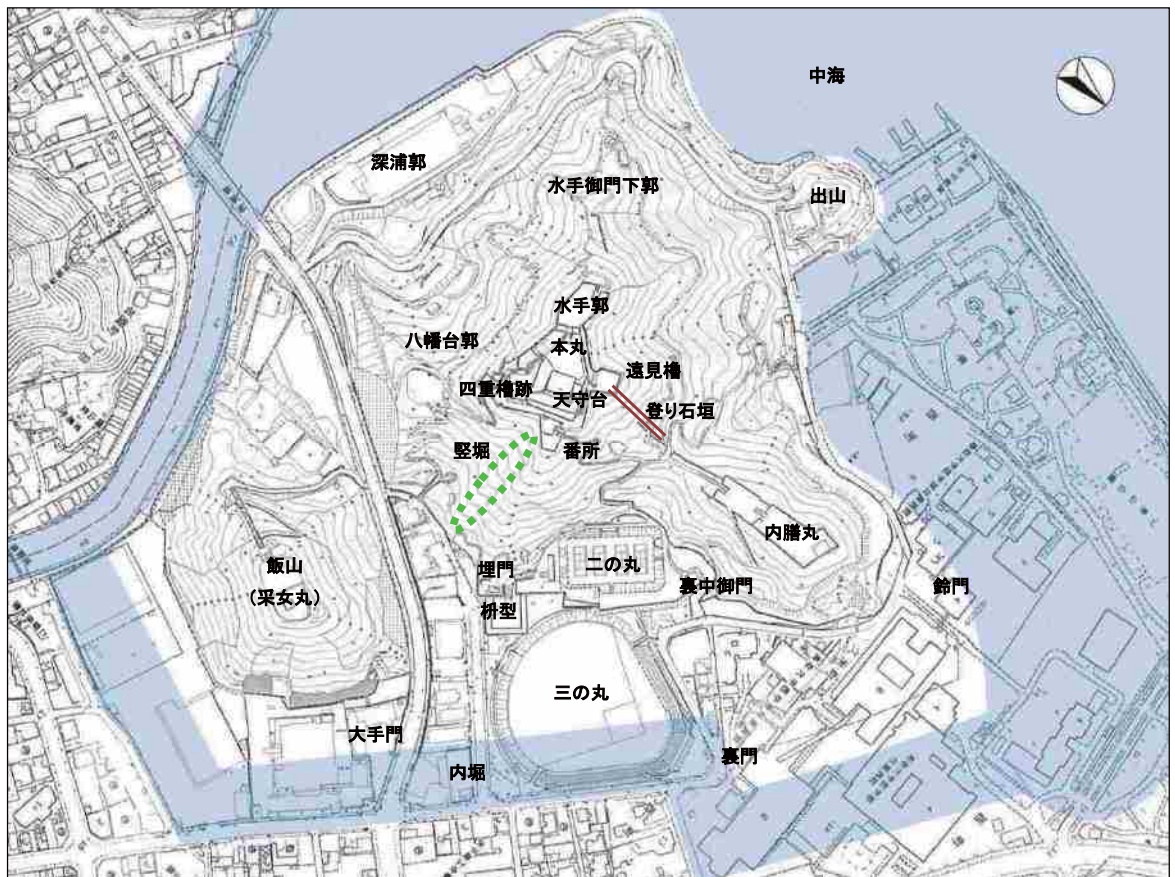 中海
深浦郭
水手御門下郭
出山
水手郭
八幡台郭
本丸
遠見櫓
四重櫓跡
天守台
登り石垣
竪堀
番所
内膳丸
飯山
（采女丸）
埋門
二の丸
裏中御門
鈴門
枡型
三の丸
大手門
裏門
内堀